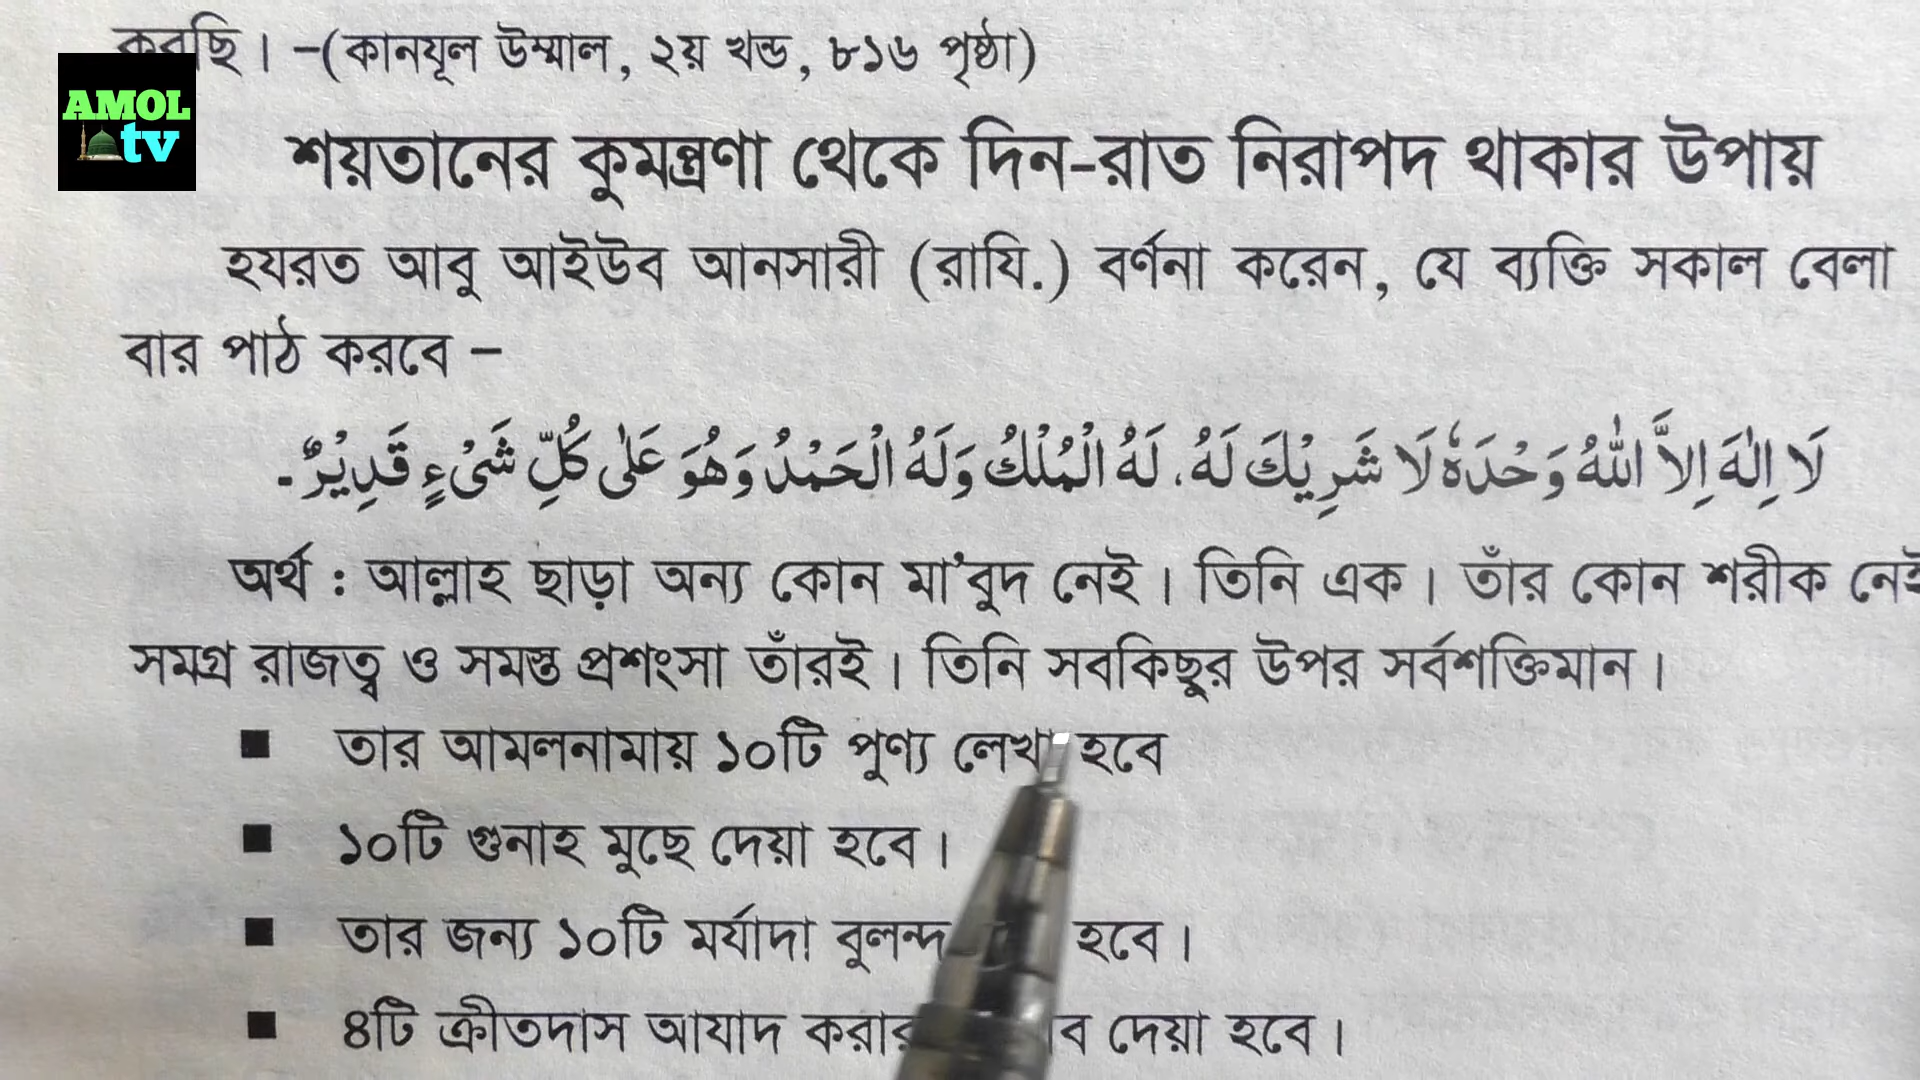 করছি। -(কানযূল উম্মাল, ২য় খন্ড, ৮১৬ পৃষ্ঠা)
AMOL
tv
শয়তানের কুমন্ত্রণা থেকে দিন-রাত নিরাপদ থাকার উপায়
হযরত আবু আইউব আনসারী (রাযি.) বর্ণনা করেন, যে ব্যক্তি সকাল বেলা
বার পাঠ করবে –
لَا اِلٰهَ اِلاَّ اللّٰهُ وَحْدَهٗ لَا شَرِيْكَ لَهُ، لَهُ الْمُلْكُ وَلَهُ الْحَمْدُ وَهُوَ عَلٰى كُلِّ شَىْءٍ قَدِيْرٌ۔
অর্থ : আল্লাহ ছাড়া অন্য কোন মা'বুদ নেই। তিনি এক। তাঁর কোন শরীক নেই
সমগ্র রাজত্ব ও সমস্ত প্রশংসা তাঁরই। তিনি সবকিছুর উপর সর্বশক্তিমান।
■ তার আমলনামায় ১০টি পুণ্য লেখা হবে
■ ১০টি গুনাহ মুছে দেয়া হবে।
■ তার জন্য ১০টি মর্যাদা বুলন্দ হবে।
■ ৪টি ক্রীতদাস আযাদ করার দেয়া হবে।